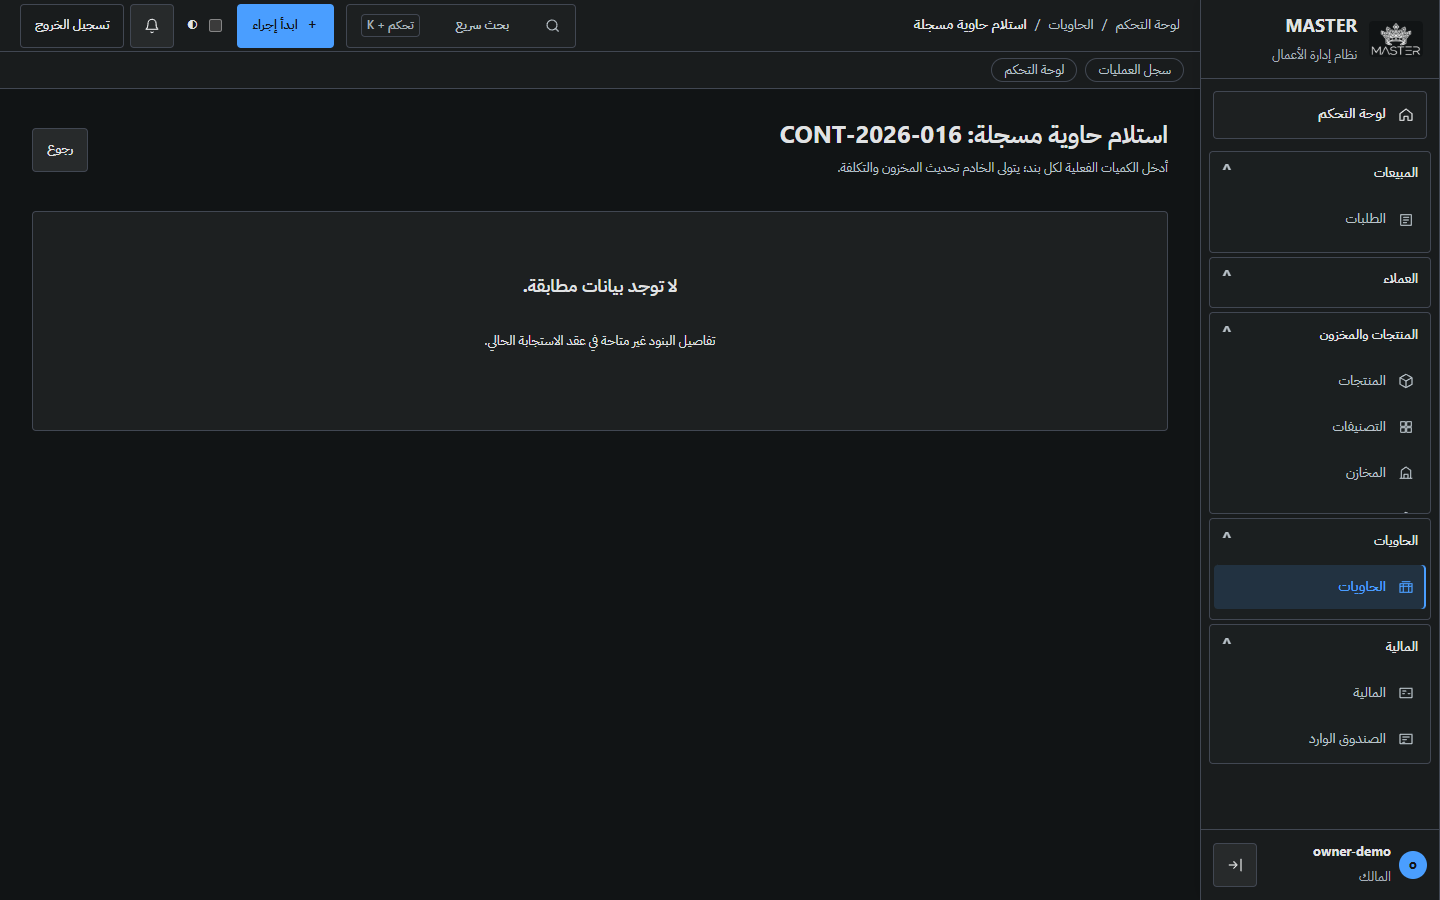 MASTER
MASTER
نظام إدارة الأعمال
لوحة التحكم
المبيعات
الطلبات
العملاء
المنتجات والمخزون
المنتجات
التصنيفات
المخازن
الحاويات
الحاويات
المالية
المالية
الصندوق الوارد
o
owner-demo
المالك
لوحة التحكم / الحاويات / استلام حاوية مسجلة
بحث سريع
تحكم + K
+ ابدأ إجراء
تسجيل الخروج
سجل العمليات
لوحة التحكم
استلام حاوية مسجلة: CONT-2026-016
أدخل الكميات الفعلية لكل بند؛ يتولى الخادم تحديث المخزون والتكلفة.
رجوع
لا توجد بيانات مطابقة.
تفاصيل البنود غير متاحة في عقد الاستجابة الحالي.